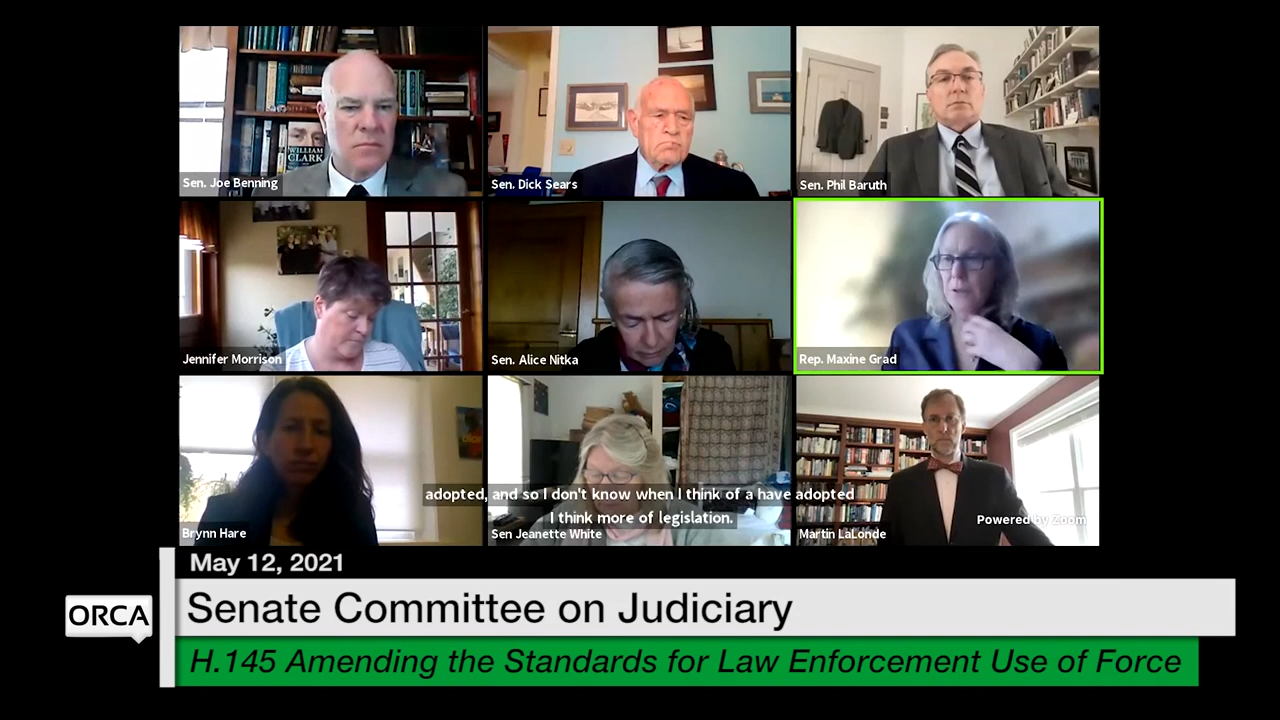 WILLIAM
CLARK
Sen. Joe Benning
Sen. Dick Sears
Sen. Phil Baruth
Jennifer Morrison
Sen. Alice Nitka
Rep. Maxine Grad
adopted, and so I don't know when I think of a have adopted
I think more of legislation.
Powered by Zoom
Brynn Hare
Sen Jeanette White
Martin LaLonde
May 12, 2021
ORCA
Senate Committee on Judiciary
H.145 Amending the Standards for Law Enforcement Use of Force